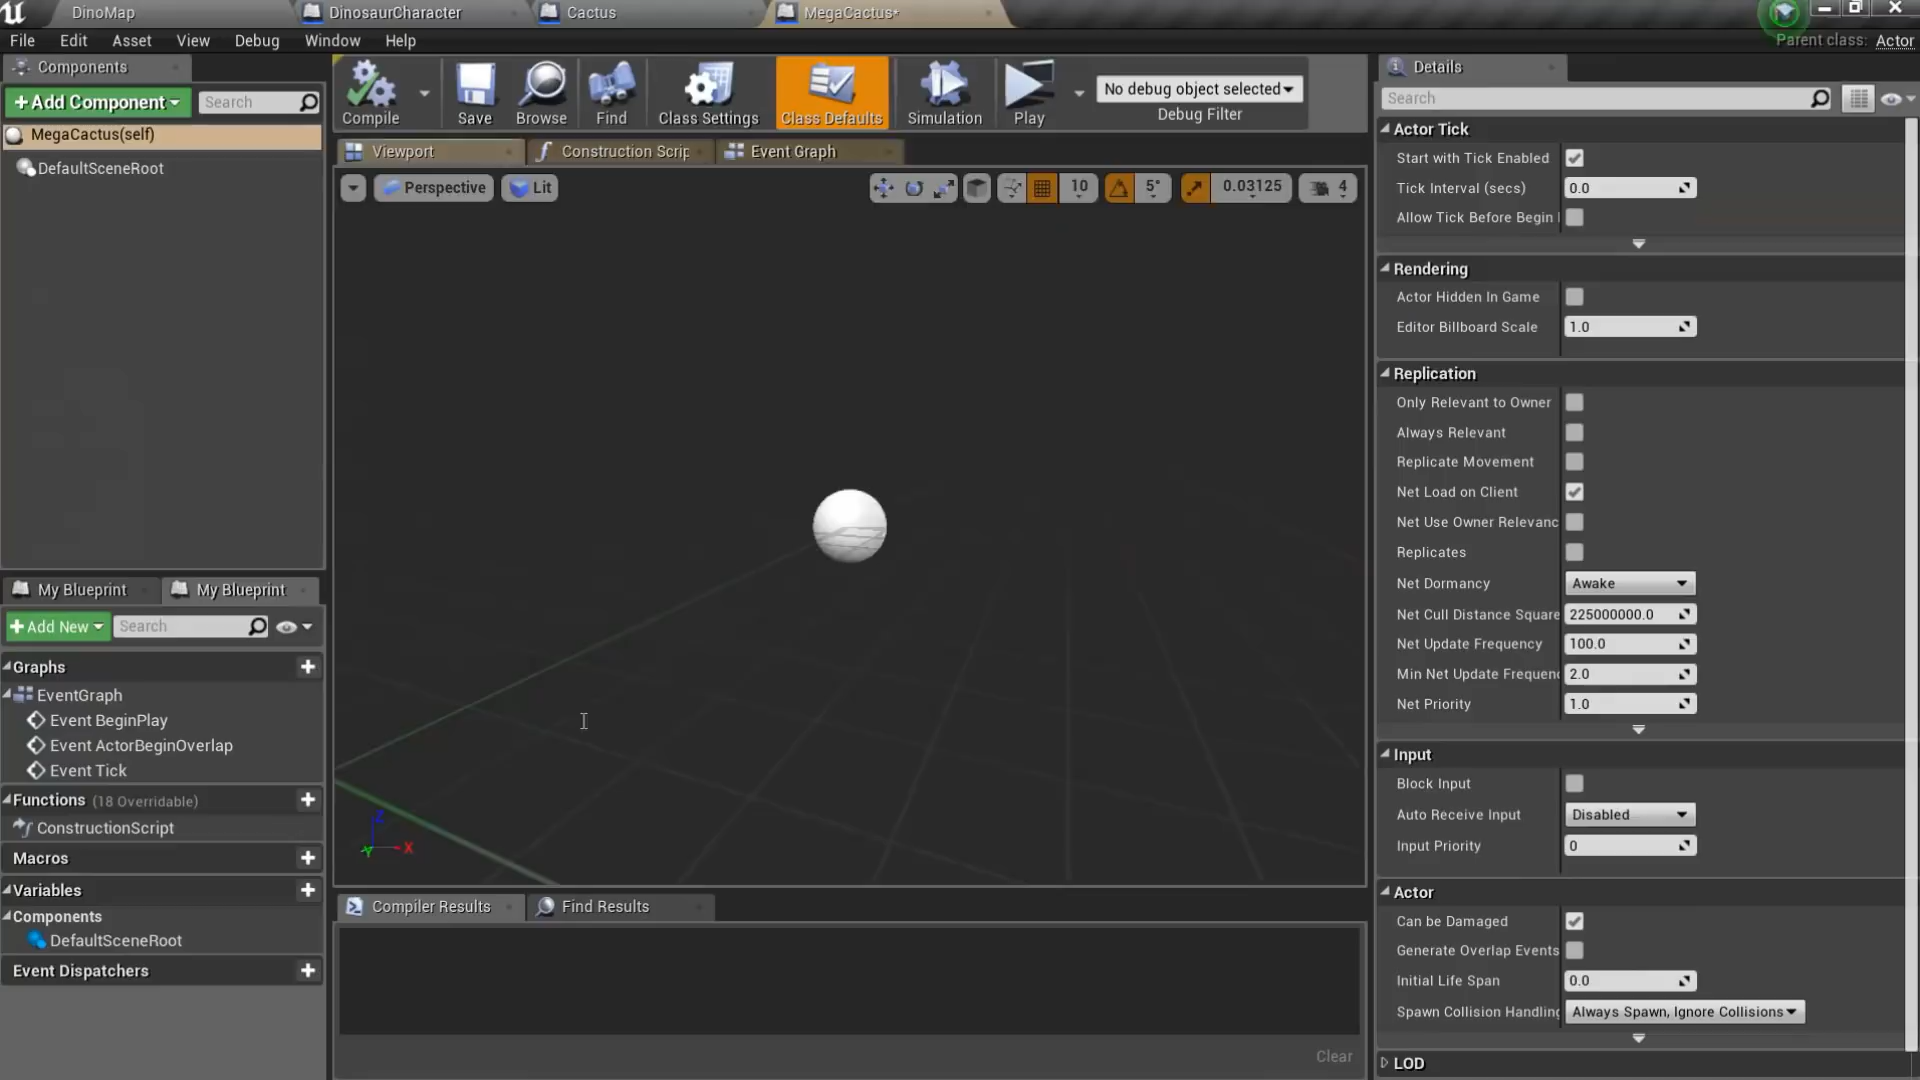 DinoMap
DinosaurCharacter
Cactus
MegaCactus*
File Edit Asset View Debug Window Help
Parent class: Actor
Components
+Add Component
Search
MegaCactus(self)
DefaultSceneRoot
Compile
Save
Browse
Find
Class Settings
Class Defaults
Simulation
Play
No debug object selected
Debug Filter
Viewport
Construction Scrip
Event Graph
Perspective
Lit
10
5°
0.03125
4
Z
Y
X
My Blueprint
My Blueprint
+Add New
Search
Graphs
EventGraph
Event BeginPlay
Event ActorBeginOverlap
Event Tick
Functions (18 Overridable)
ConstructionScript
Macros
Variables
Components
DefaultSceneRoot
Event Dispatchers
Compiler Results
Find Results
Clear
Details
Search
Actor Tick
Start with Tick Enabled
Tick Interval (secs) 0.0
Allow Tick Before Begin
Rendering
Actor Hidden In Game
Editor Billboard Scale 1.0
Replication
Only Relevant to Owner
Always Relevant
Replicate Movement
Net Load on Client
Net Use Owner Relevanc
Replicates
Net Dormancy Awake
Net Cull Distance Square 225000000.0
Net Update Frequency 100.0
Min Net Update Frequen 2.0
Net Priority 1.0
Input
Block Input
Auto Receive Input Disabled
Input Priority 0
Actor
Can be Damaged
Generate Overlap Events
Initial Life Span 0.0
Spawn Collision Handling Always Spawn, Ignore Collisions
LOD